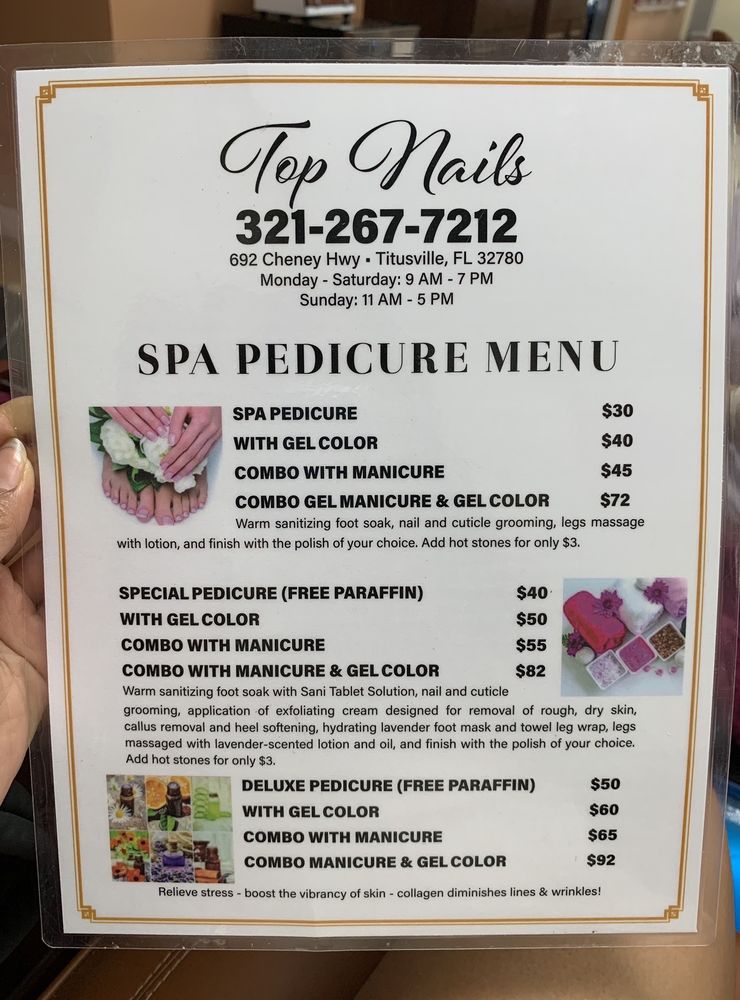 Top Nails
321-267-7212
692 Cheney Hwy • Titusville, FL 32780
Monday - Saturday: 9 AM - 7 PM
Sunday: 11 AM - 5 PM
SPA PEDICURE MENU
SPA PEDICURE $30
WITH GEL COLOR $40
COMBO WITH MANICURE $45
COMBO GEL MANICURE & GEL COLOR $72
Warm sanitizing foot soak, nail and cuticle grooming, legs massage
with lotion, and finish with the polish of your choice. Add hot stones for only $3.
SPECIAL PEDICURE (FREE PARAFFIN) $40
WITH GEL COLOR $50
COMBO WITH MANICURE $55
COMBO WITH MANICURE & GEL COLOR $82
Warm sanitizing foot soak with Sani Tablet Solution, nail and cuticle
grooming, application of exfoliating cream designed for removal of rough, dry skin,
callus removal and heel softening, hydrating lavender foot mask and towel leg wrap, legs
massaged with lavender-scented lotion and oil, and finish with the polish of your choice.
Add hot stones for only $3.
DELUXE PEDICURE (FREE PARAFFIN) $50
WITH GEL COLOR $60
COMBO WITH MANICURE $65
COMBO MANICURE & GEL COLOR $92
Relieve stress - boost the vibrancy of skin - collagen diminishes lines & wrinkles!